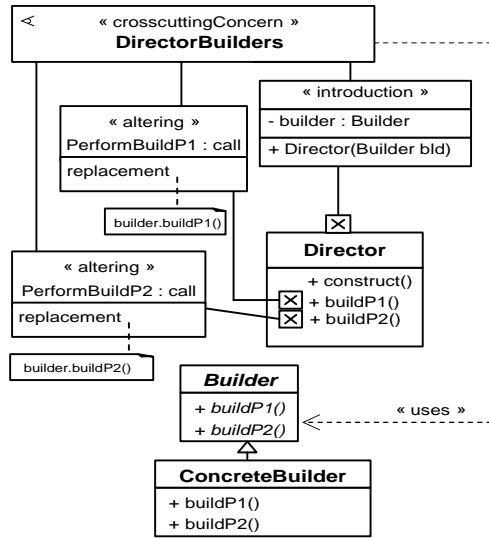 « crosscuttingConcern »
DirectorBuilders
« introduction »
- builder : Builder
+ Director(Builder bld)
« altering »
PerformBuildP1 : call
replacement
builder.buildP1()
Director
+ construct()
+ buildP1()
+ buildP2()
« altering »
PerformBuildP2 : call
replacement
builder.buildP2()
Builder
+ buildP1()
+ buildP2()
« uses »
ConcreteBuilder
+ buildP1()
+ buildP2()